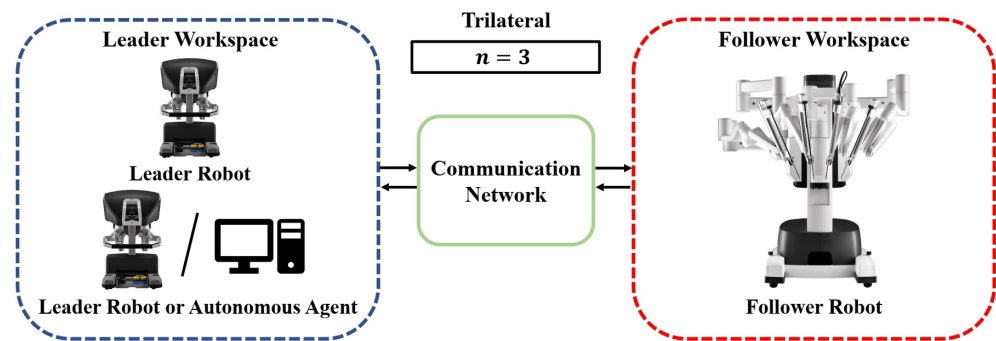 Leader Workspace
Leader Robot
/
Leader Robot or Autonomous Agent
Trilateral
n = 3
Communication
Network
Follower Workspace
Follower Robot